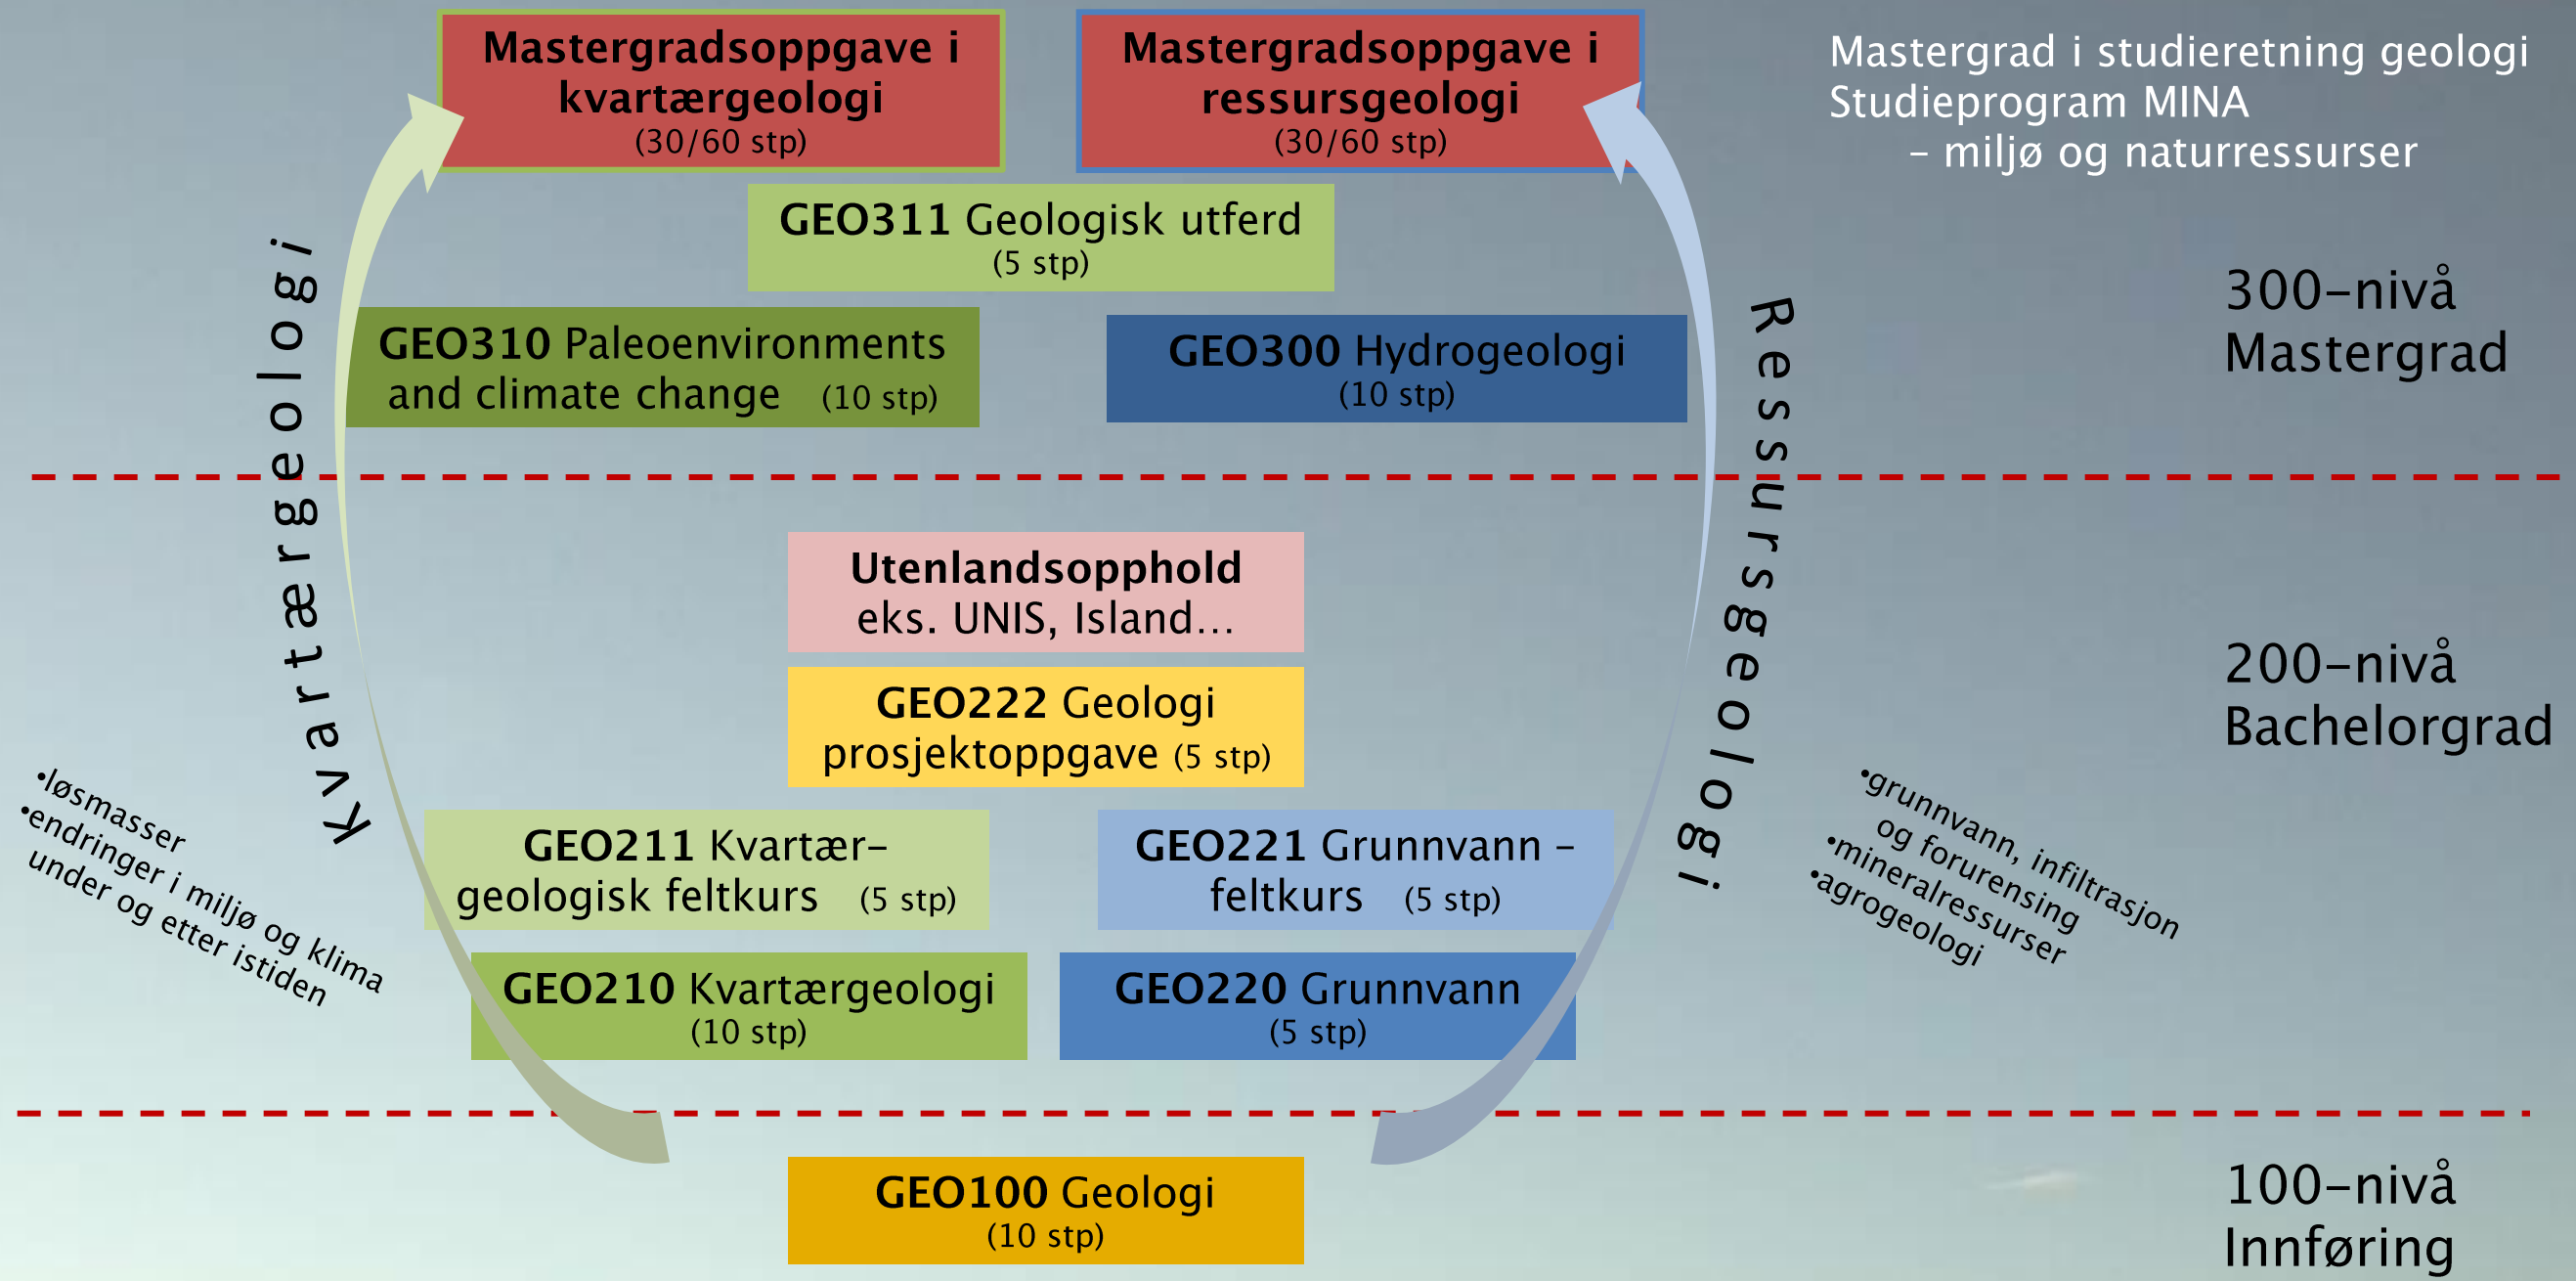 Mastergradsoppgave i
kvartærgeologi
(30/60 stp)
Mastergradsoppgave i
ressursgeologi
(30/60 stp)
Mastergrad i studieretning geologi
Studieprogram MINA
– miljø og naturressurser
GEO311 Geologisk utferd
(5 stp)
GEO310 Paleoenvironments
and climate change (10 stp)
GEO300 Hydrogeologi
(10 stp)
300-nivå
Mastergrad
Kvartærgeologi
Ressursgeologi
Utenlandsopphold
eks. UNIS, Island...
GEO222 Geologi
prosjektoppgave (5 stp)
200-nivå
Bachelorgrad
•løsmasser
•endringer i miljø og klima
under og etter istiden
GEO211 Kvartær-
geologisk feltkurs (5 stp)
GEO221 Grunnvann –
feltkurs (5 stp)
•grunnvann, infiltrasjon
og forurensing
•mineralressurser
•agrogeologi
GEO210 Kvartærgeologi
(10 stp)
GEO220 Grunnvann
(5 stp)
GEO100 Geologi
(10 stp)
100-nivå
Innføring